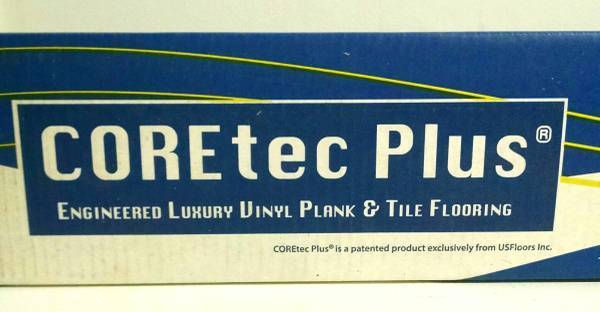 COREtec Plus®
Engineered Luxury Vinyl Plank & Tile Flooring
COREtec Plus® is a patented product exclusively from USFloors Inc.